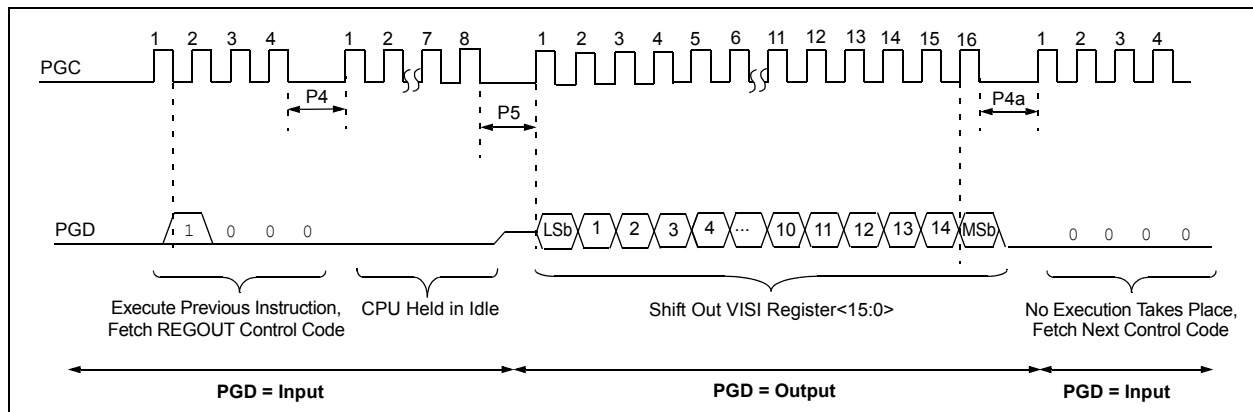 1 2 3 4 1 2 7 8 1 2 3 4 5 6 11 12 13 14 15 16 1 2 3 4
PGC
P4 P5 P4a
PGD 1 0 0 0 LSb 1 2 3 4 ... 10 11 12 13 14 MSb 0 0 0 0
Execute Previous Instruction, CPU Held in Idle Shift Out VISI Register<15:0> No Execution Takes Place,
Fetch REGOUT Control Code Fetch Next Control Code
PGD = Input PGD = Output PGD = Input